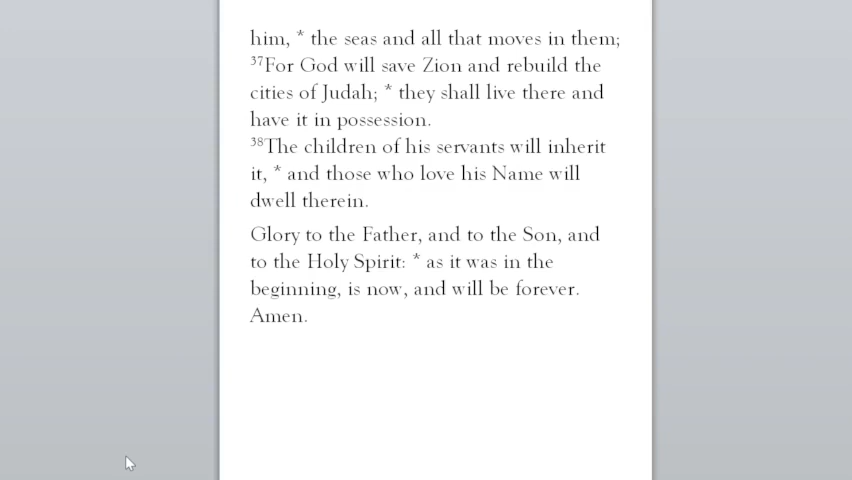 him, * the seas and all that moves in them;
³⁷For God will save Zion and rebuild the
cities of Judah; * they shall live there and
have it in possession.
³⁸The children of his servants will inherit
it, * and those who love his Name will
dwell therein.
Glory to the Father, and to the Son, and
to the Holy Spirit: * as it was in the
beginning, is now, and will be forever.
Amen.